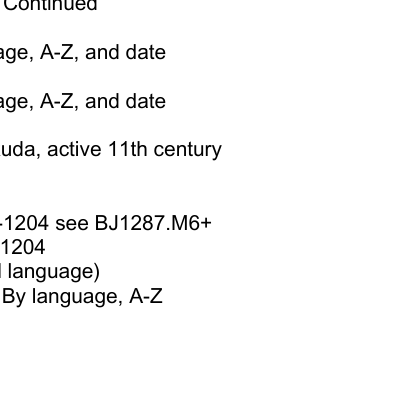 Continued
age, A-Z, and date
age, A-Z, and date
uda, active 11th century
-1204 see BJ1287.M6+
1204
l language)
By language, A-Z